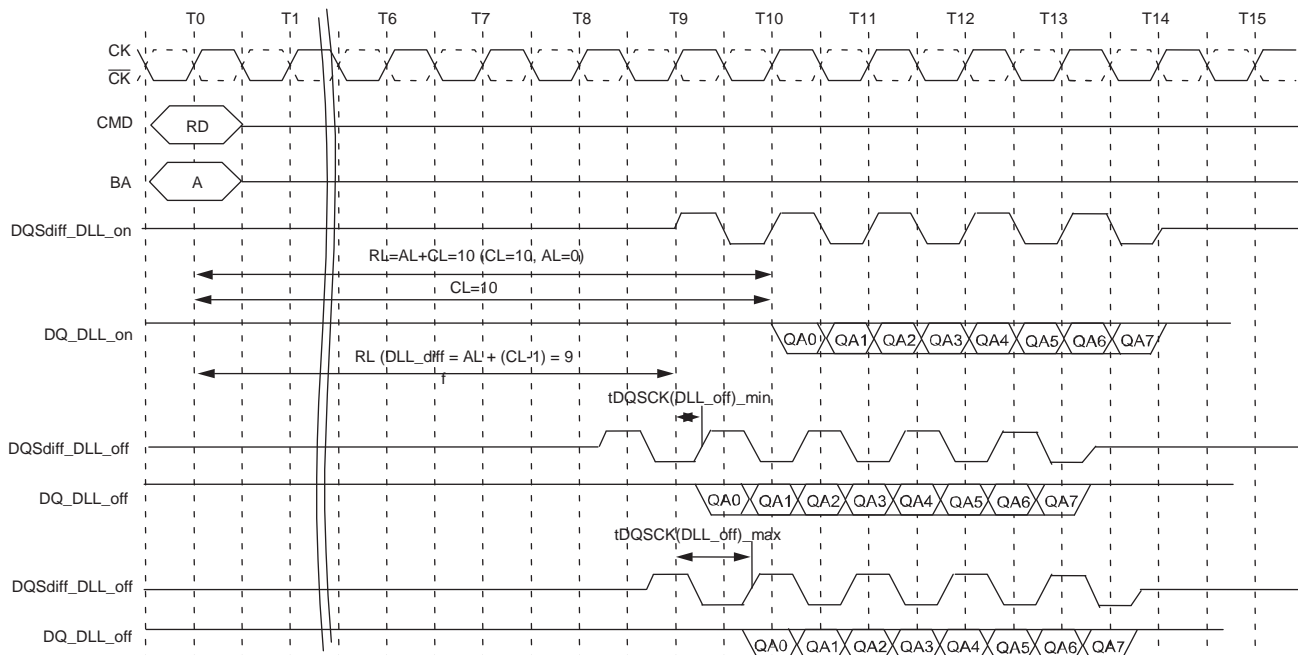 T0 T1 T6 T7 T8 T9 T10 T11 T12 T13 T14 T15
CK
CK
CMD RD
BA A
DQSdiff_DLL_on
RL=AL+CL=10 (CL=10, AL=0)
CL=10
DQ_DLL_on QA0 QA1 QA2 QA3 QA4 QA5 QA6 QA7
RL (DLL_diff = AL + (CL-1) = 9
f
tDQSCK(DLL_off)_min
DQSdiff_DLL_off
DQ_DLL_off QA0 QA1 QA2 QA3 QA4 QA5 QA6 QA7
tDQSCK(DLL_off)_max
DQSdiff_DLL_off
DQ_DLL_off QA0 QA1 QA2 QA3 QA4 QA5 QA6 QA7